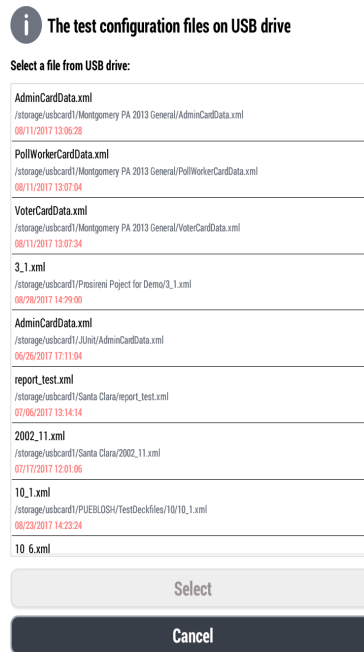 The test configuration files on USB drive
Select a file from USB drive:
AdminCardData.xml
/storage/usbcard1/Montgomery PA 2013 General/AdminCardData.xml
08/11/2017 13:06:28
PollWorkerCardData.xml
/storage/usbcard1/Montgomery PA 2013 General/PollWorkerCardData.xml
08/11/2017 13:07:04
VoterCardData.xml
/storage/usbcard1/Montgomery PA 2013 General/VoterCardData.xml
08/11/2017 13:07:34
3_1.xml
/storage/usbcard1/Prosireni Poject for Demo/3_1.xml
08/28/2017 14:29:00
AdminCardData.xml
/storage/usbcard1/JUnit/AdminCardData.xml
06/26/2017 17:11:04
report_test.xml
/storage/usbcard1/Santa Clara/report_test.xml
07/06/2017 13:14:14
2002_11.xml
/storage/usbcard1/Santa Clara/2002_11.xml
07/17/2017 12:01:06
10_1.xml
/storage/usbcard1/PUEBLOSH/TestDeckfiles/10/10_1.xml
08/23/2017 14:23:24
10_6.xml
Select
Cancel